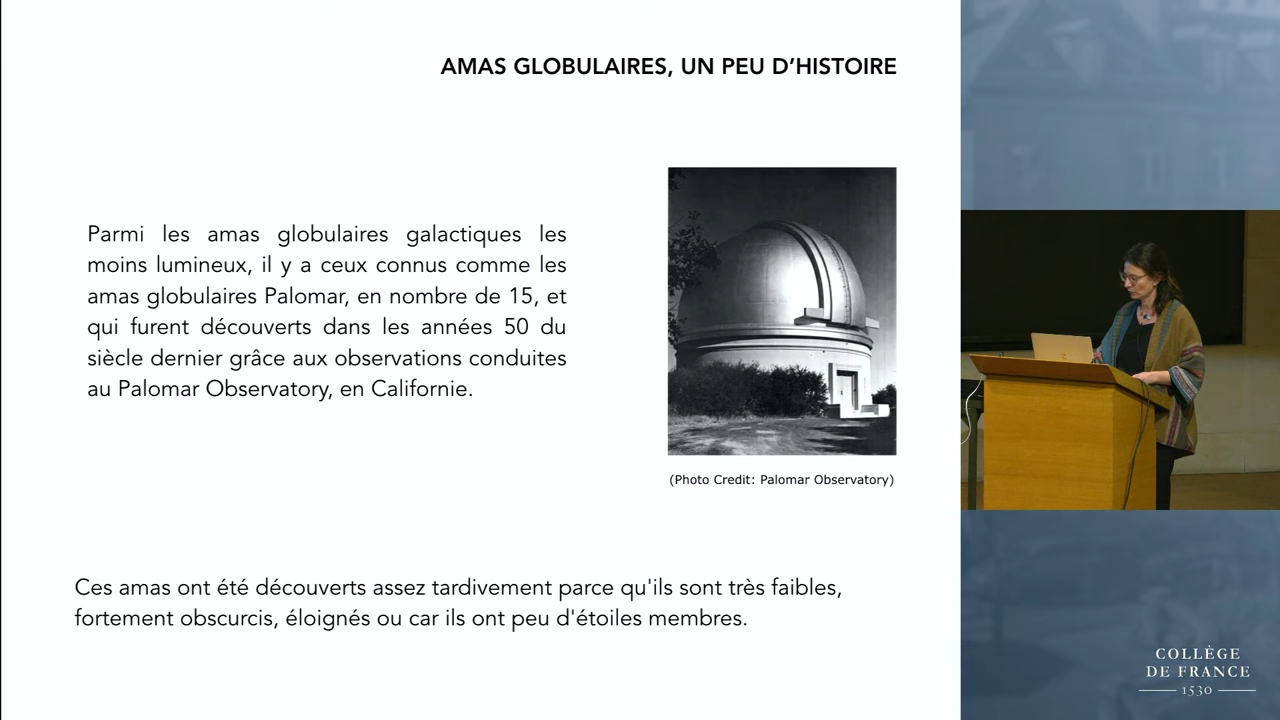 AMAS GLOBULAIRES, UN PEU D’HISTOIRE
Parmi les amas globulaires galactiques les
moins lumineux, il y a ceux connus comme les
amas globulaires Palomar, en nombre de 15, et
qui furent découverts dans les années 50 du
siècle dernier grâce aux observations conduites
au Palomar Observatory, en Californie.
(Photo Credit: Palomar Observatory)
Ces amas ont été découverts assez tardivement parce qu'ils sont très faibles,
fortement obscurcis, éloignés ou car ils ont peu d'étoiles membres.
COLLÈGE
DE FRANCE
1530